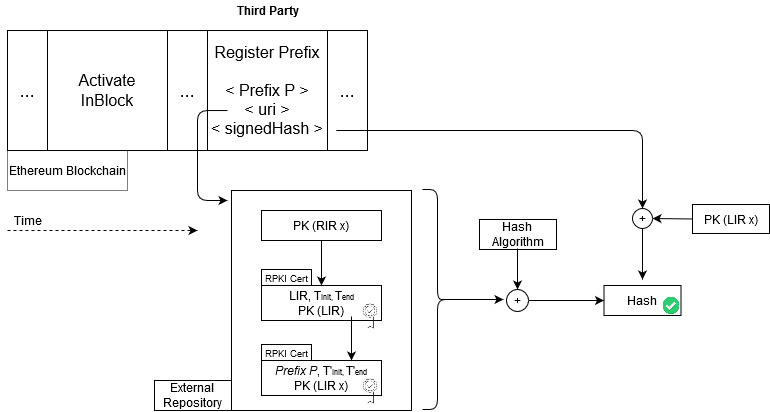 Third Party
...
Activate
InBlock
...
Register Prefix
< Prefix P >
< uri >
< signedHash >
...
Ethereum Blockchain
Time
PK (RIR x)
RPKI Cert
LIR, Tinit, Tend
PK (LIR)
RPKI Cert
Prefix P, T'init, T'end
PK (LIR x)
External
Repository
Hash
Algorithm
+
+
PK (LIR x)
Hash